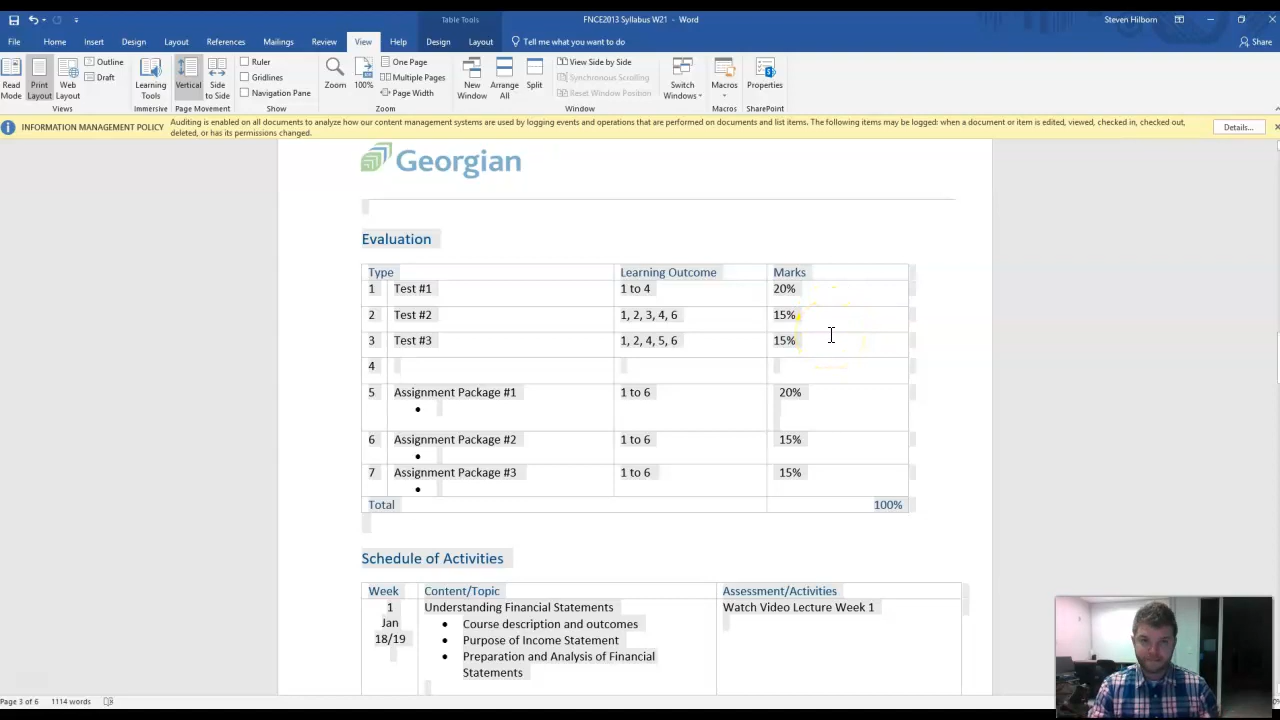 FNCE2013 Syllabus W21 - Word
Table Tools
Steven Hilborn
File Home Insert Design Layout References Mailings Review View Help Design Layout Tell me what you want to do Share
Read Mode
Print Layout
Web Layout
Outline
Draft
Views
Learning Tools
Immersive
Vertical
Side to Side
Page Movement
Ruler
Gridlines
Navigation Pane
Show
Zoom
100%
One Page
Multiple Pages
Page Width
Zoom
New Window
Arrange All
Split
View Side by Side
Synchronous Scrolling
Reset Window Position
Window
Switch Windows
Macros
Macros
Properties
SharePoint
INFORMATION MANAGEMENT POLICY Auditing is enabled on all documents to analyze how our content management systems are used by logging events and operations that are performed on documents and list items. The following items may be logged: when a document or item is edited, viewed, checked in, checked out,
deleted, or has its permissions changed.
Details...
Georgian
Evaluation
Type Learning Outcome Marks
1 Test #1 1 to 4 20%
2 Test #2 1, 2, 3, 4, 6 15%
3 Test #3 1, 2, 4, 5, 6 15%
4
5 Assignment Package #1 1 to 6 20%
•
6 Assignment Package #2 1 to 6 15%
•
7 Assignment Package #3 1 to 6 15%
•
Total 100%
Schedule of Activities
Week Content/Topic Assessment/Activities
1 Understanding Financial Statements Watch Video Lecture Week 1
Jan • Course description and outcomes
18/19 • Purpose of Income Statement
• Preparation and Analysis of Financial
Statements
Page 3 of 6 1114 words